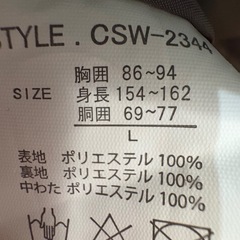 STYLE . CSW-2344
胸囲 86~94
SIZE 身長 154~162
胴囲 69~77
L
表地 ポリエステル 100%
裏地 ポリエステル 100%
中わた ポリエステル 100%